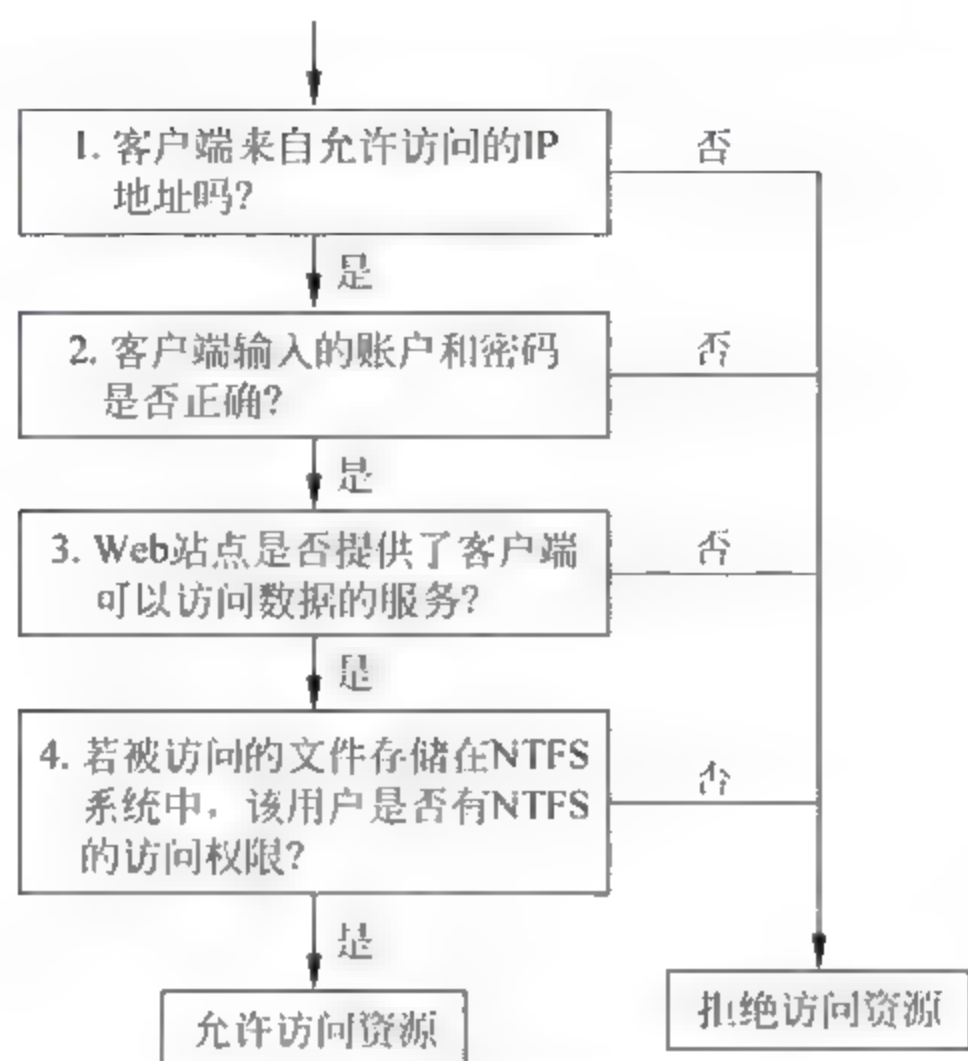 1. 客户端来自允许访问的IP
否
地址吗?
是
2. 客户端输入的账户和密码
否
是否正确?
是
3. Web站点是否提供了客户端
否
可以访问数据的服务?
是
4. 若被访问的文件存储在NTFS
系统中，该用户是否有NTFS
否
的访问权限?
是
允许访问资源
拒绝访问资源